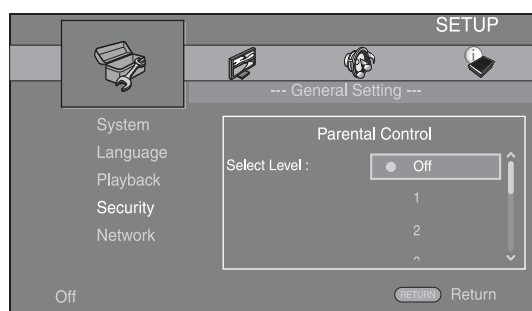 SETUP
--- General Setting ---
System
Language
Playback
Security
Network
Parental Control
Select Level :
Off
1
2
Off
RETURN Return